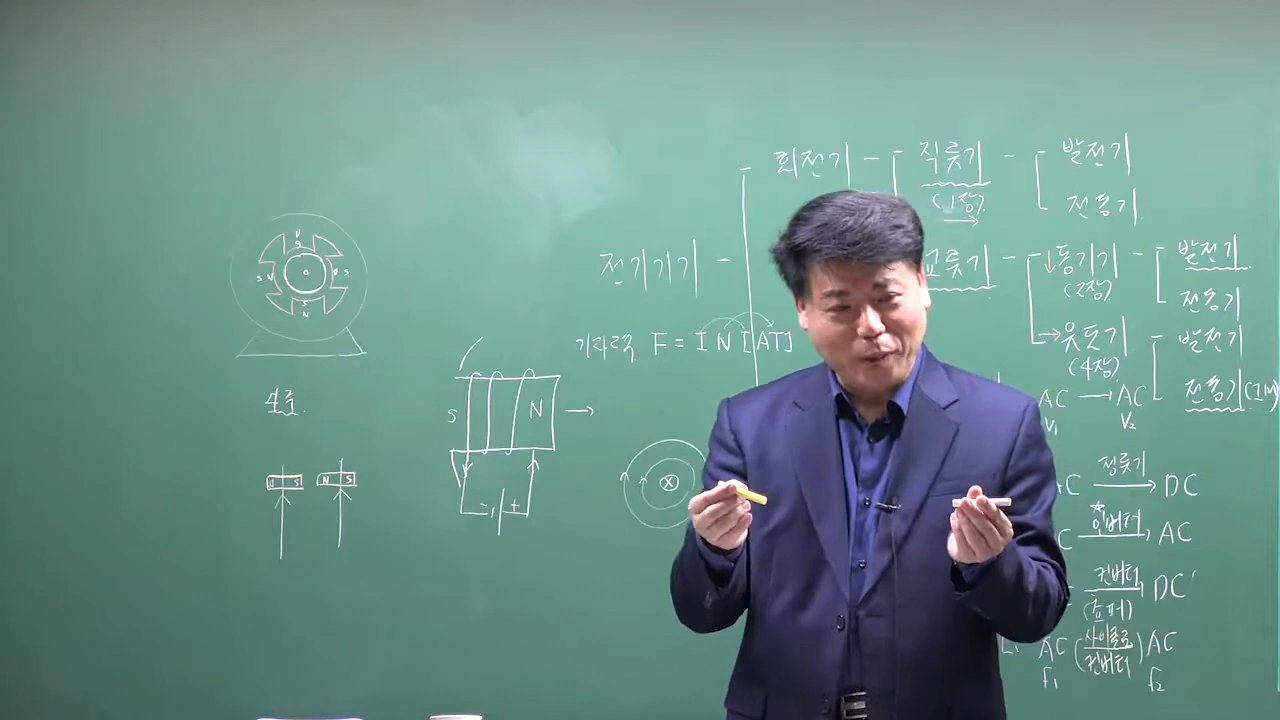 회전기 - 직류기 - 발전기
(1장) 전동기
전기기기 - 교류기 - 동기기 - 발전기
(2장) 전동기
유도기 발전기
(4장) 전동기
기자력 F = I N [AT]
AC → AC
V₁ V₂
정류기
C → DC
인버터
C → AC
컨버터
DC'
(쵸퍼)
AC (사이클로 컨버터) AC
f₁ f₂
N
S N N S
S
N
4극
S N
N S
N S
- +